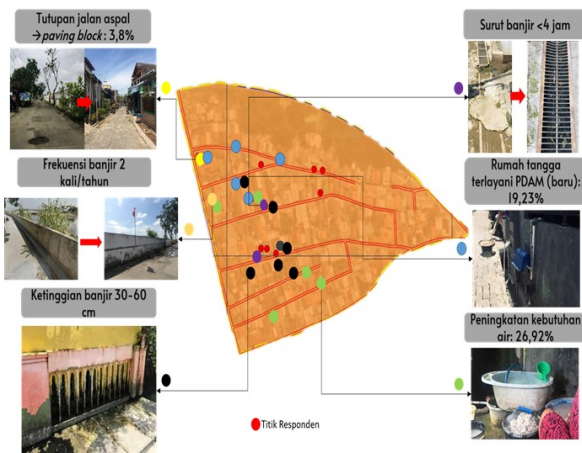 Tutupan jalan aspal
→paving block: 3,8%
Surut banjir <4 jam
Frekuensi banjir 2
kali/tahun
Rumah tangga
terlayani PDAM (baru):
19,23%
Ketinggian banjir 30-60
cm
Peningkatan kebutuhan
air: 26,92%
Titik Responden